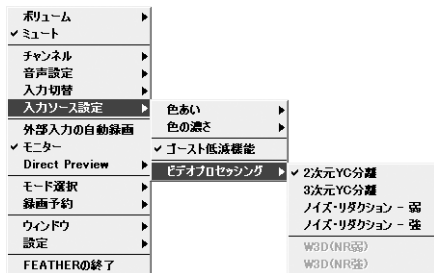 ボリューム
ミュート
チャンネル
音声設定
入力切替
入力ソース設定
外部入力の自動録画
モニター
Direct Preview
モード選択
録画予約
ウィンドウ
設定
FEATHERの終了
色あい
色の濃さ
ゴースト低減機能
ビデオプロセッシング
2次元YC分離
3次元YC分離
ノイズ・リダクション - 弱
ノイズ・リダクション - 強
W3D(NR弱)
W3D(NR強)